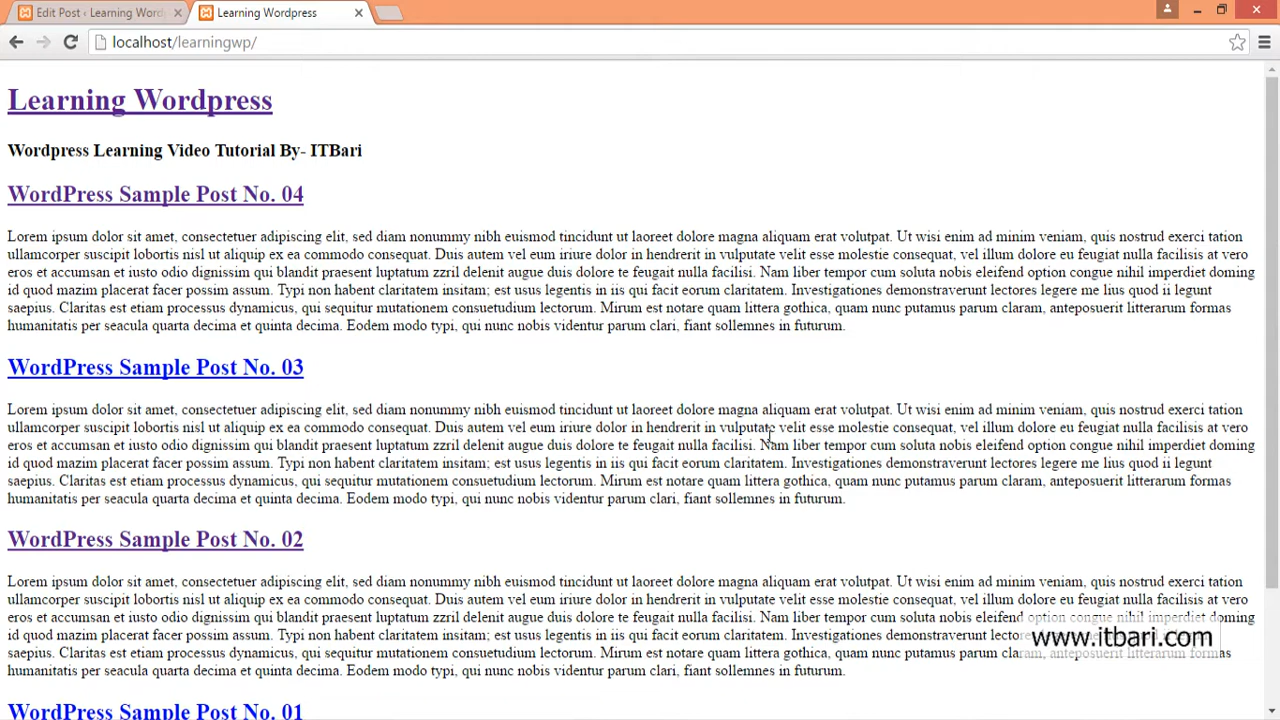 Edit Post ‹ Learning Word
Learning Wordpress
localhost/learningwp/
Learning Wordpress
Wordpress Learning Video Tutorial By- ITBari
WordPress Sample Post No. 04
Lorem ipsum dolor sit amet, consectetuer adipiscing elit, sed diam nonummy nibh euismod tincidunt ut laoreet dolore magna aliquam erat volutpat. Ut wisi enim ad minim veniam, quis nostrud exerci tation
ullamcorper suscipit lobortis nisl ut aliquip ex ea commodo consequat. Duis autem vel eum iriure dolor in hendrerit in vulputate velit esse molestie consequat, vel illum dolore eu feugiat nulla facilisis at vero
eros et accumsan et iusto odio dignissim qui blandit praesent luptatum zzril delenit augue duis dolore te feugait nulla facilisi. Nam liber tempor cum soluta nobis eleifend option congue nihil imperdiet doming
id quod mazim placerat facer possim assum. Typi non habent claritatem insitam; est usus legentis in iis qui facit eorum claritatem. Investigationes demonstraverunt lectores legere me lius quod ii legunt
saepius. Claritas est etiam processus dynamicus, qui sequitur mutationem consuetudium lectorum. Mirum est notare quam littera gothica, quam nunc putamus parum claram, anteposuerit litterarum formas
humanitatis per seacula quarta decima et quinta decima. Eodem modo typi, qui nunc nobis videntur parum clari, fiant sollemnes in futurum.
WordPress Sample Post No. 03
Lorem ipsum dolor sit amet, consectetuer adipiscing elit, sed diam nonummy nibh euismod tincidunt ut laoreet dolore magna aliquam erat volutpat. Ut wisi enim ad minim veniam, quis nostrud exerci tation
ullamcorper suscipit lobortis nisl ut aliquip ex ea commodo consequat. Duis autem vel eum iriure dolor in hendrerit in vulputate velit esse molestie consequat, vel illum dolore eu feugiat nulla facilisis at vero
eros et accumsan et iusto odio dignissim qui blandit praesent luptatum zzril delenit augue duis dolore te feugait nulla facilisi. Nam liber tempor cum soluta nobis eleifend option congue nihil imperdiet doming
id quod mazim placerat facer possim assum. Typi non habent claritatem insitam; est usus legentis in iis qui facit eorum claritatem. Investigationes demonstraverunt lectores legere me lius quod ii legunt
saepius. Claritas est etiam processus dynamicus, qui sequitur mutationem consuetudium lectorum. Mirum est notare quam littera gothica, quam nunc putamus parum claram, anteposuerit litterarum formas
humanitatis per seacula quarta decima et quinta decima. Eodem modo typi, qui nunc nobis videntur parum clari, fiant sollemnes in futurum.
WordPress Sample Post No. 02
Lorem ipsum dolor sit amet, consectetuer adipiscing elit, sed diam nonummy nibh euismod tincidunt ut laoreet dolore magna aliquam erat volutpat. Ut wisi enim ad minim veniam, quis nostrud exerci tation
ullamcorper suscipit lobortis nisl ut aliquip ex ea commodo consequat. Duis autem vel eum iriure dolor in hendrerit in vulputate velit esse molestie consequat, vel illum dolore eu feugiat nulla facilisis at vero
eros et accumsan et iusto odio dignissim qui blandit praesent luptatum zzril delenit augue duis dolore te feugait nulla facilisi. Nam liber tempor cum soluta nobis eleifend option congue nihil imperdiet doming
id quod mazim placerat facer possim assum. Typi non habent claritatem insitam; est usus legentis in iis qui facit eorum claritatem. Investigationes demonstraverunt
www.itbari.com
saepius. Claritas est etiam processus dynamicus, qui sequitur mutationem consuetudium lectorum. Mirum est notare quam littera gothica, quam nunc putamus parum claram, anteposuerit litterarum formas
humanitatis per seacula quarta decima et quinta decima. Eodem modo typi, qui nunc nobis videntur parum clari, fiant sollemnes in futurum.
WordPress Sample Post No. 01